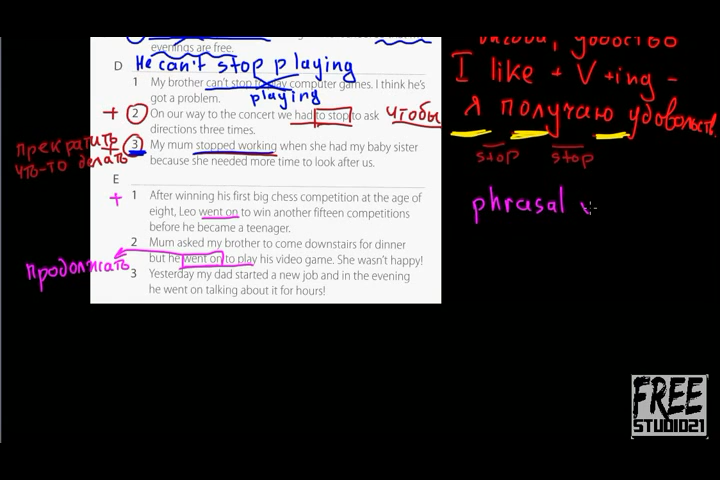 evenings are free.
D He can't stop playing
1 My brother can't stop to play computer games. I think he's
got a problem.
playing
+ 2 On our way to the concert we had to stop to ask чтобы
directions three times.
прекратить
что-то делать
+ 3 My mum stopped working when she had my baby sister
because she needed more time to look after us.
E
+ 1 After winning his first big chess competition at the age of
eight, Leo went on to win another fifteen competitions
before he became a teenager.
2 Mum asked my brother to come downstairs for dinner
but he went on to play his video game. She wasn't happy!
продолжать
3 Yesterday my dad started a new job and in the evening
he went on talking about it for hours!
I like + V + ing -
я получаю удовольств
stop stop
phrasal v
FREE
STUDIO21